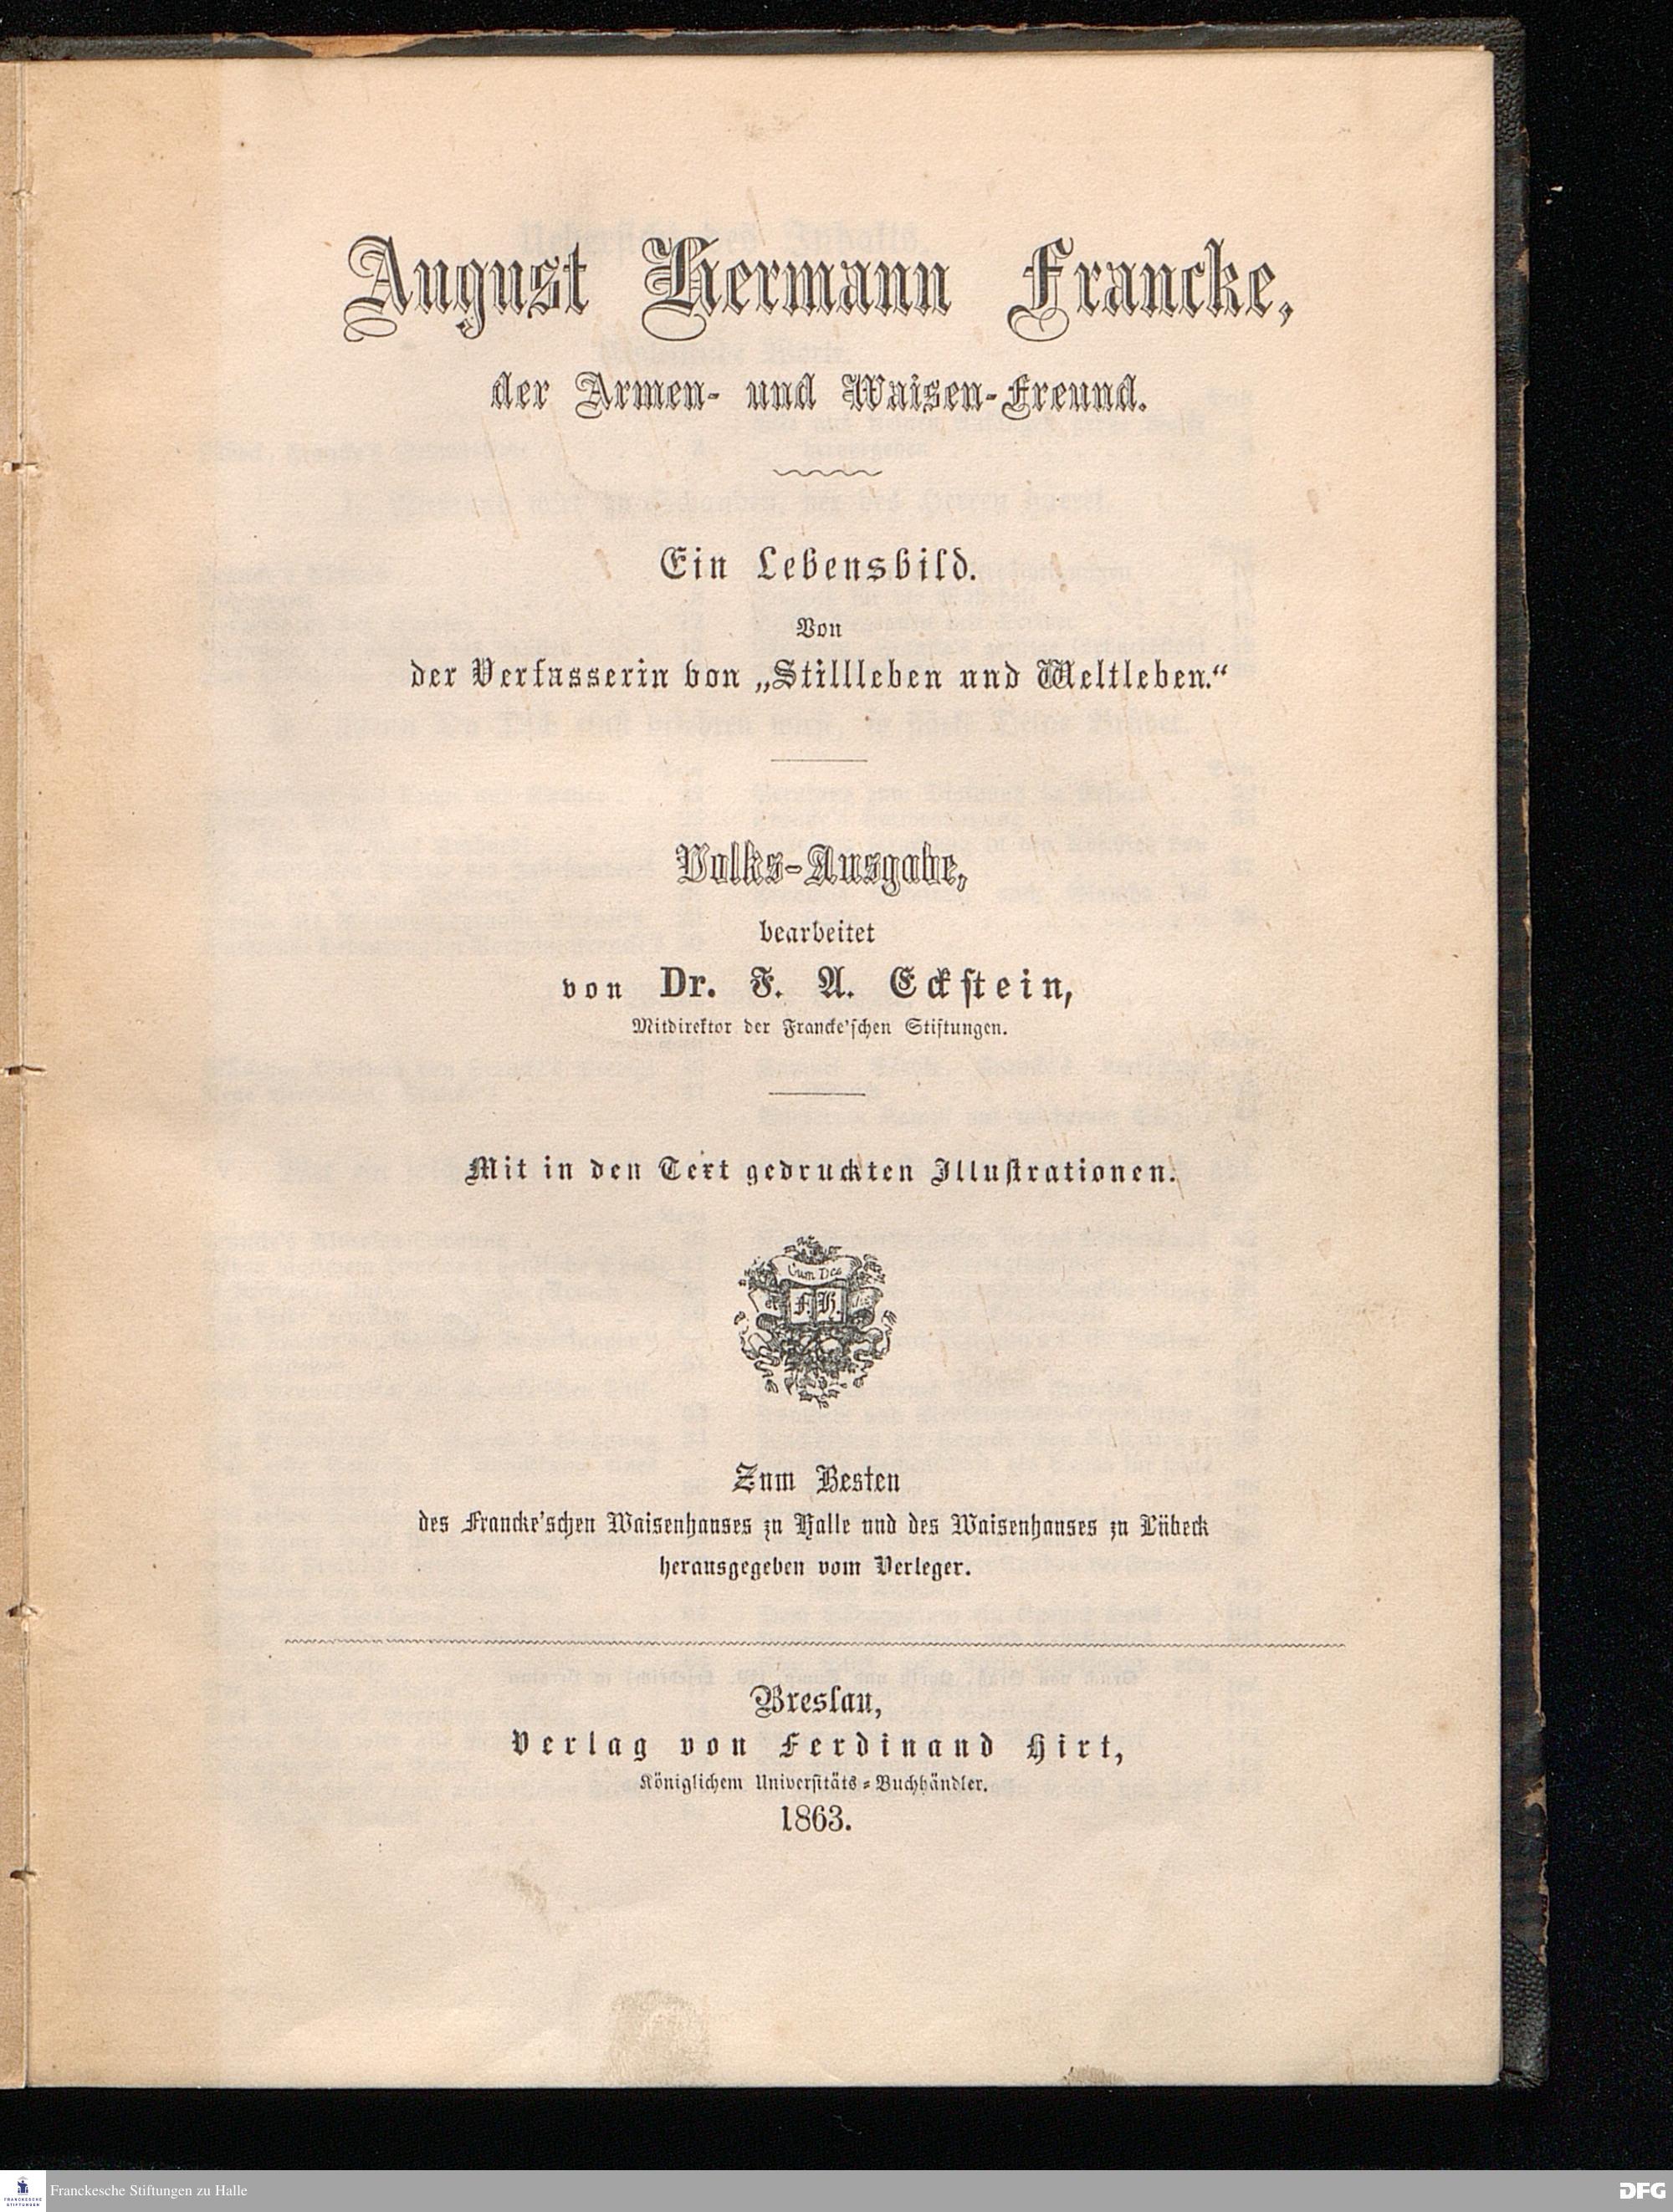 August Hermann Francke,
der Armen- und Waisen-Freund.
Ein Lebensbild.
Von
der Verfasserin von „Stillleben und Weltleben.“
Volks-Ausgabe,
bearbeitet
von Dr. F. A. Eckstein,
Mitdirektor der Francke'schen Stiftungen.
Mit in den Text gedruckten Illustrationen.
Cum Deo
F. H.
Zum Besten
des Francke'schen Waisenhauses zu Halle und des Waisenhauses zu Lübeck
herausgegeben vom Verleger.
Breslau,
Verlag von Ferdinand Hirt,
Königlichem Universitäts-Buchhändler.
1863.
FRANCKESCHE
STIFTUNGEN
Franckesche Stiftungen zu Halle
DFG